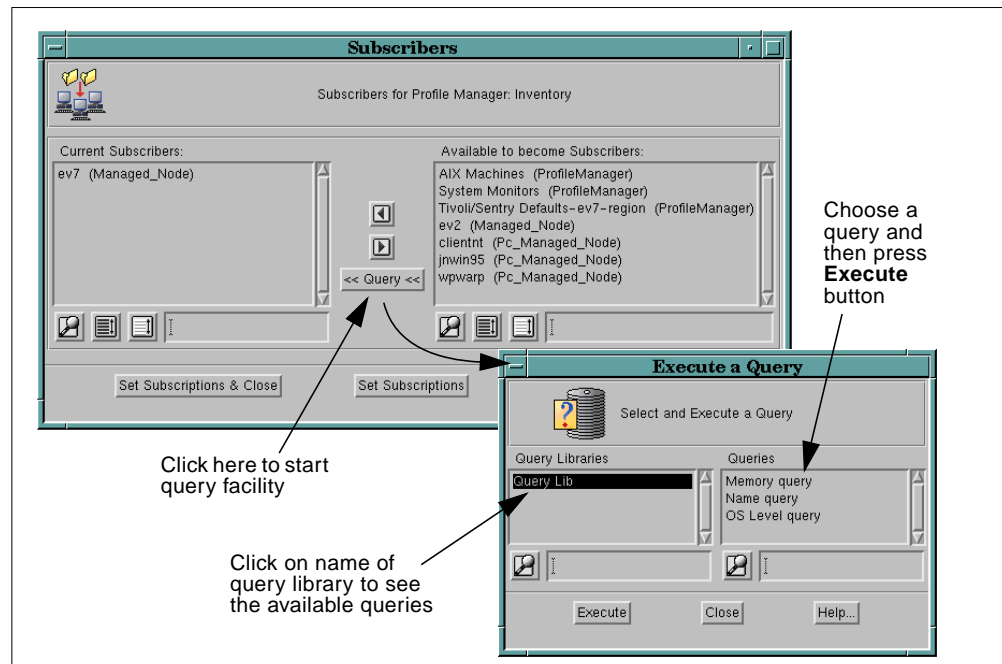 Subscribers
Subscribers for Profile Manager: Inventory
Current Subscribers:
ev7 (Managed_Node)
<< Query <<
Available to become Subscribers:
AIX Machines (ProfileManager)
System Monitors (ProfileManager)
Tivoli/Sentry Defaults-ev7-region (ProfileManager)
ev2 (Managed_Node)
clientnt (Pc_Managed_Node)
jnwin95 (Pc_Managed_Node)
wpwarp (Pc_Managed_Node)
Set Subscriptions & Close
Set Subscriptions
Choose a
query and
then press
Execute
button
Click here to start
query facility
Execute a Query
Select and Execute a Query
Query Libraries
Query Lib
Queries
Memory query
Name query
OS Level query
Execute
Close
Help...
Click on name of
query library to see
the available queries